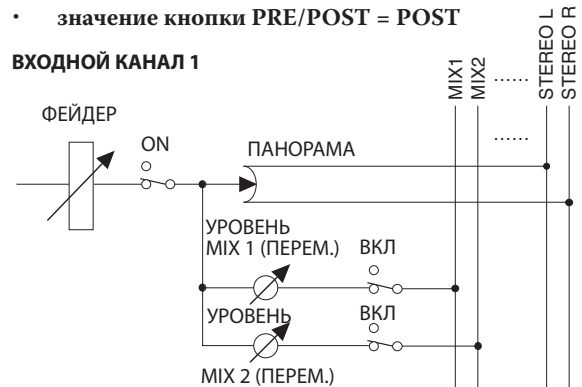 · значение кнопки PRE/POST = POST
ВХОДНОЙ КАНАЛ 1
MIX1
MIX2
......
STEREO L
STEREO R
ФЕЙДЕР
ON
ПАНОРАМА
......
УРОВЕНЬ
MIX 1 (ПЕРЕМ.)
ВКЛ
УРОВЕНЬ
ВКЛ
MIX 2 (ПЕРЕМ.)